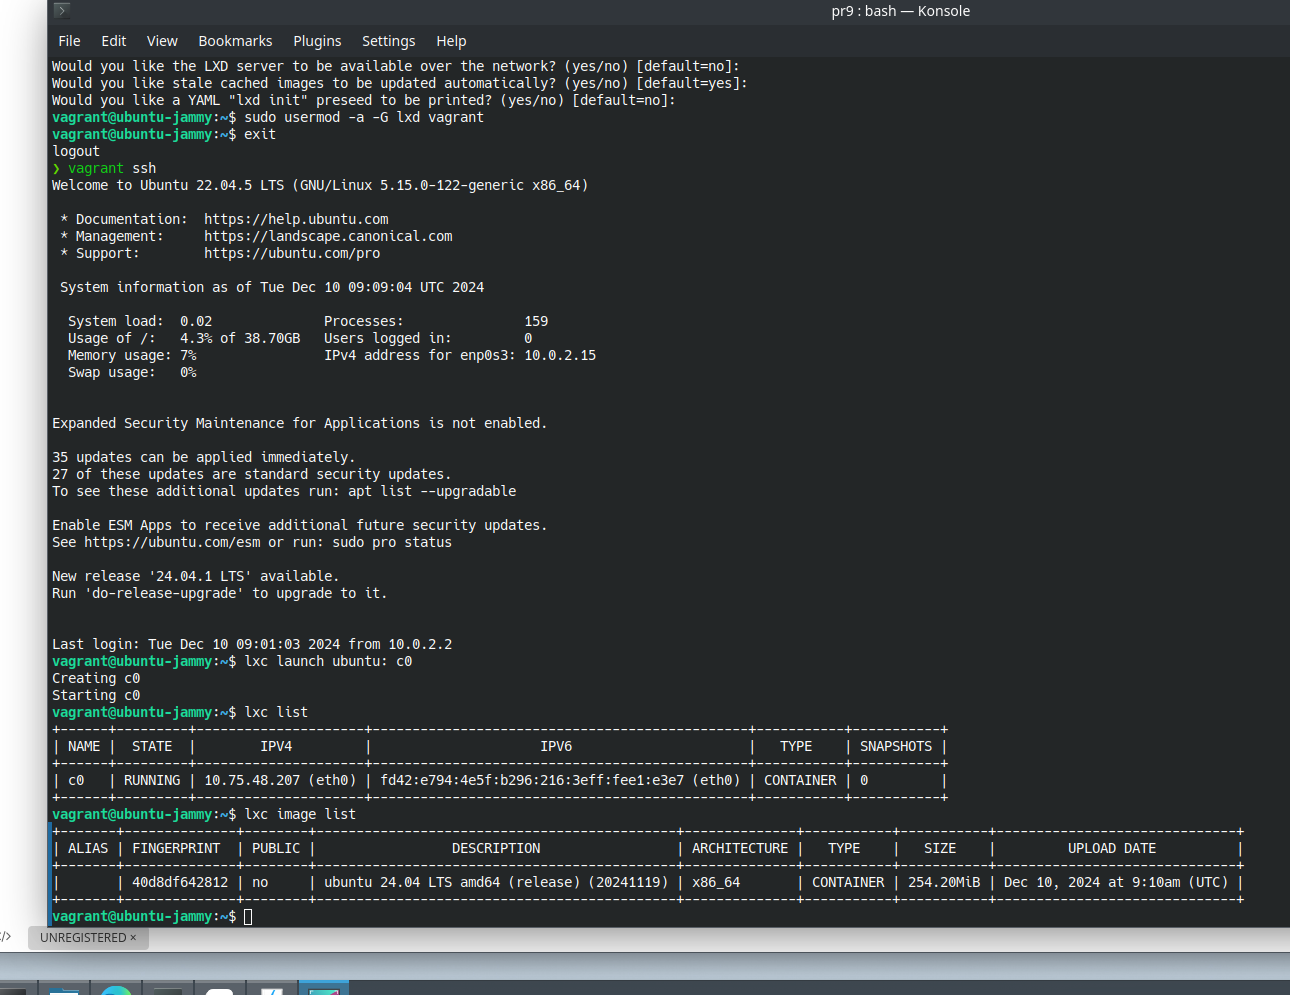 pr9 : bash — Konsole
File Edit View Bookmarks Plugins Settings Help
Would you like the LXD server to be available over the network? (yes/no) [default=no]:
Would you like stale cached images to be updated automatically? (yes/no) [default=yes]:
Would you like a YAML "lxd init" preseed to be printed? (yes/no) [default=no]:
vagrant@ubuntu-jammy:~$ sudo usermod -a -G lxd vagrant
vagrant@ubuntu-jammy:~$ exit
logout
❯ vagrant ssh
Welcome to Ubuntu 22.04.5 LTS (GNU/Linux 5.15.0-122-generic x86_64)
* Documentation: https://help.ubuntu.com
* Management: https://landscape.canonical.com
* Support: https://ubuntu.com/pro
System information as of Tue Dec 10 09:09:04 UTC 2024
System load: 0.02 Processes: 159
Usage of /: 4.3% of 38.70GB Users logged in: 0
Memory usage: 7% IPv4 address for enp0s3: 10.0.2.15
Swap usage: 0%
Expanded Security Maintenance for Applications is not enabled.
35 updates can be applied immediately.
27 of these updates are standard security updates.
To see these additional updates run: apt list --upgradable
Enable ESM Apps to receive additional future security updates.
See https://ubuntu.com/esm or run: sudo pro status
New release '24.04.1 LTS' available.
Run 'do-release-upgrade' to upgrade to it.
Last login: Tue Dec 10 09:01:03 2024 from 10.0.2.2
vagrant@ubuntu-jammy:~$ lxc launch ubuntu: c0
Creating c0
Starting c0
vagrant@ubuntu-jammy:~$ lxc list
| NAME | STATE | IPV4 | IPV6 | TYPE | SNAPSHOTS |
| c0 | RUNNING | 10.75.48.207 (eth0) | fd42:e794:4e5f:b296:216:3eff:fee1:e3e7 (eth0) | CONTAINER | 0 |
vagrant@ubuntu-jammy:~$ lxc image list
| ALIAS | FINGERPRINT | PUBLIC | DESCRIPTION | ARCHITECTURE | TYPE | SIZE | UPLOAD DATE |
| | 40d8df642812 | no | ubuntu 24.04 LTS amd64 (release) (20241119) | x86_64 | CONTAINER | 254.20MiB | Dec 10, 2024 at 9:10am (UTC) |
vagrant@ubuntu-jammy:~$
UNREGISTERED ×